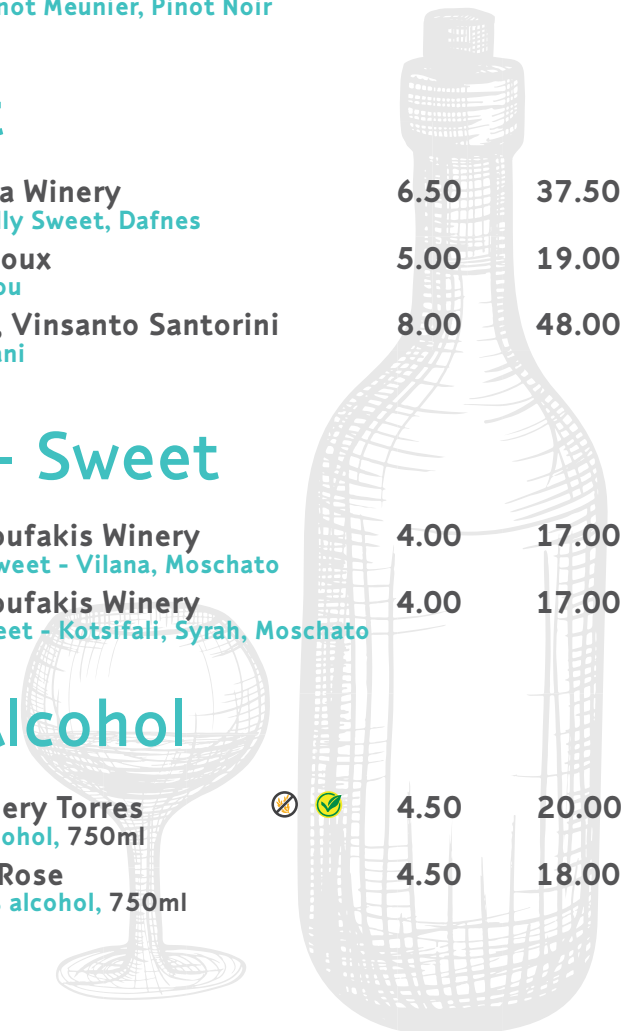 not Meunier, Pinot Noir
a Winery 6.50 37.50
lly Sweet, Dafnes
oux 5.00 19.00
ou
, Vinsanto Santorini 8.00 48.00
ani
- Sweet
oufakis Winery 4.00 17.00
weet - Vilana, Moschato
oufakis Winery 4.00 17.00
eet - Kotsifali, Syrah, Moschato
Alcohol
ery Torres 4.50 20.00
ohol, 750ml
Rose 4.50 18.00
s alcohol, 750ml